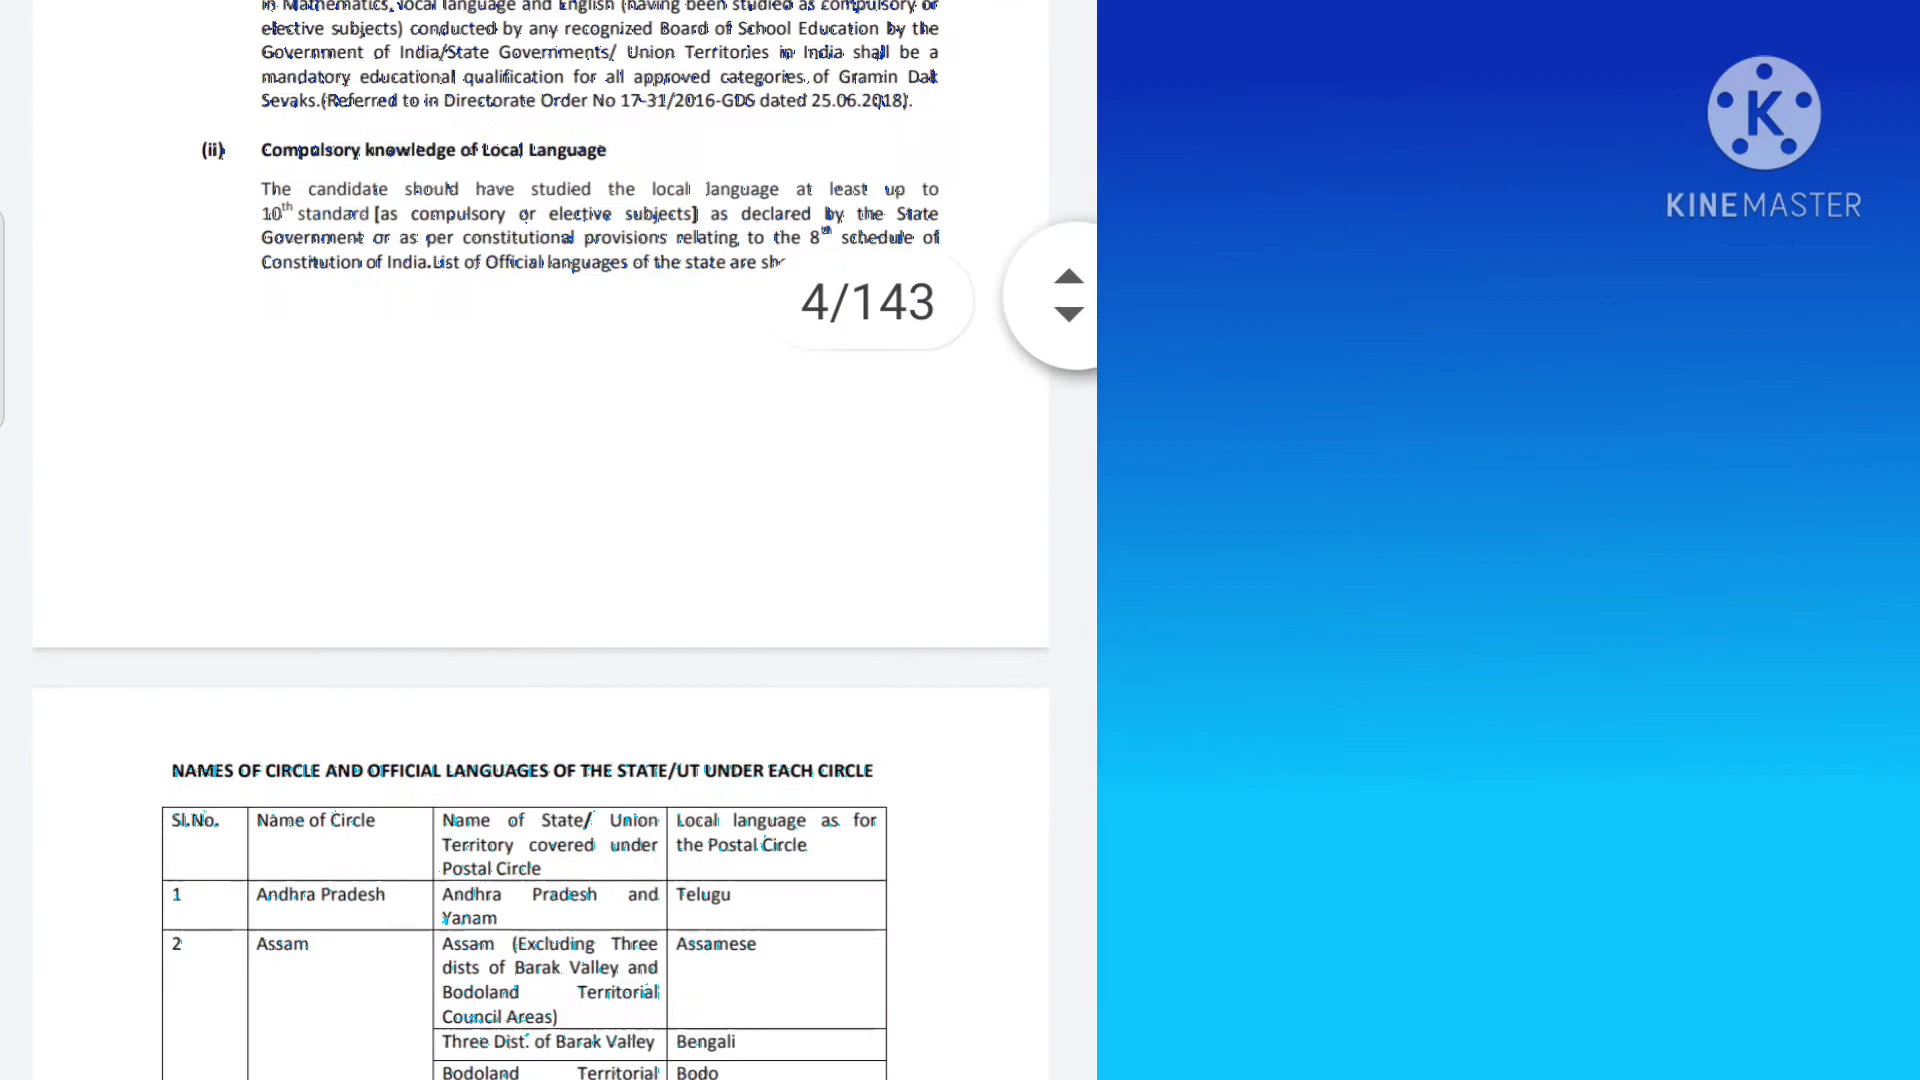 in Mathematics, local language and English (having been studied as compulsory or
elective subjects) conducted by any recognized Board of School Education by the
Government of India/State Governments/ Union Territories in India shall be a
mandatory educational qualification for all approved categories of Gramin Dak
Sevaks.(Referred to in Directorate Order No 17-31/2016-GDS dated 25.06.2018).
(ii) Compulsory knowledge of Local Language
The candidate should have studied the local language at least up to
10th standard [as compulsory or elective subjects] as declared by the State
Government or as per constitutional provisions relating to the 8th schedule of
Constitution of India.List of Official languages of the state are
4/143
KINEMASTER
NAMES OF CIRCLE AND OFFICIAL LANGUAGES OF THE STATE/UT UNDER EACH CIRCLE
Sl.No. Name of Circle Name of State/ Union Local language as for
Territory covered under the Postal Circle
Postal Circle
1 Andhra Pradesh Andhra Pradesh and Telugu
Yanam
2 Assam Assam (Excluding Three Assamese
dists of Barak Valley and
Bodoland Territorial
Council Areas)
Three Dist. of Barak Valley Bengali
Bodoland Territorial Bodo